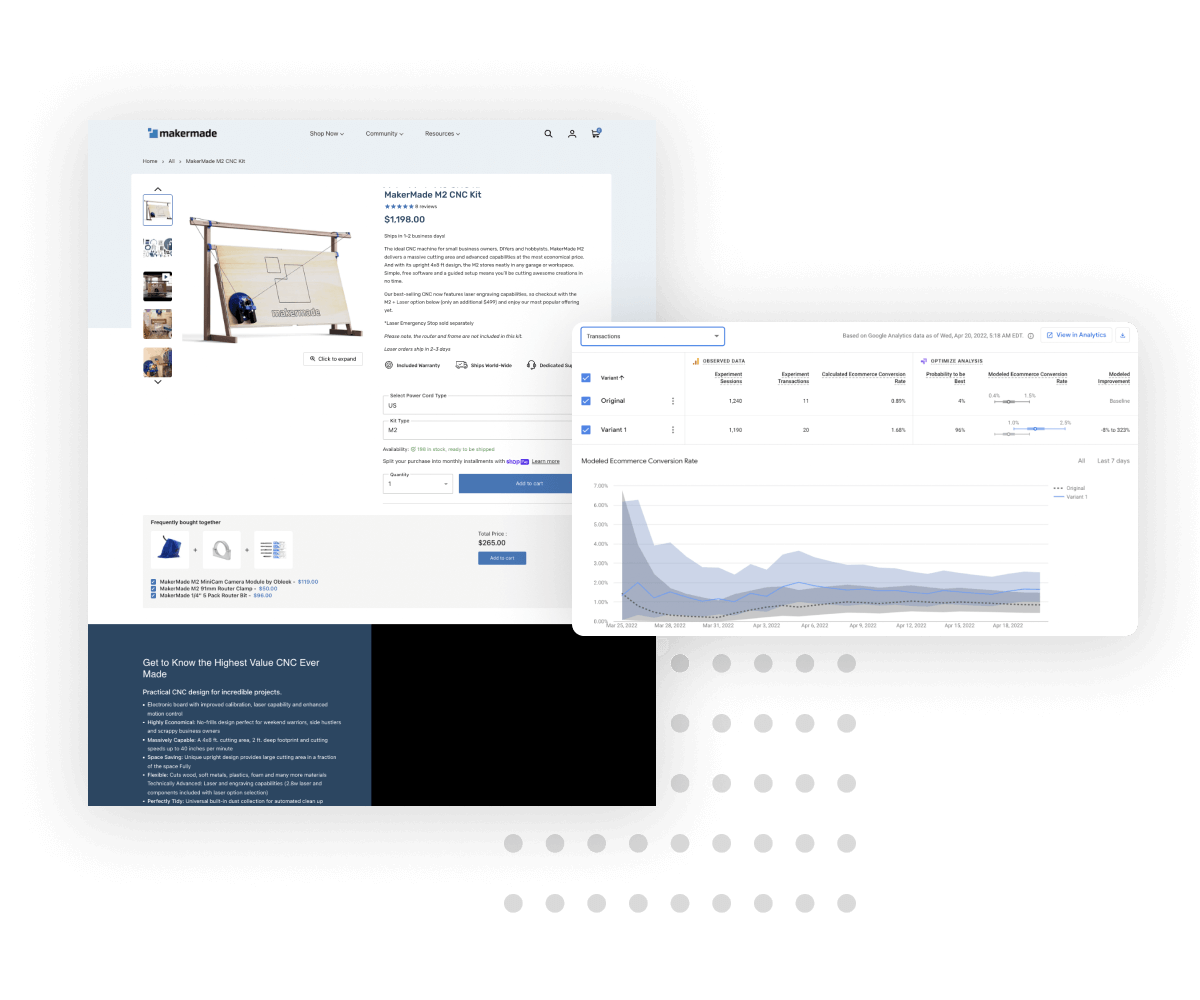 makermade
Shop Now
Community
Resources
Home > All > MakerMade M2 CNC Kit
MakerMade M2 CNC Kit
8 reviews
$1,198.00
Ships in 1-2 business days!
The ideal CNC machine for small business owners, DIYers and hobbyists. MakerMade M2
delivers a massive cutting area and advanced capabilities at the most economical price.
And with its upright 4x8 ft design, the M2 stores neatly in any garage or workspace.
Simple, free software and a guided setup means you'll be cutting awesome creations in
no time.
Our best-selling CNC now features laser engraving capabilities, so checkout with the
M2 + Laser option below (only an additional $499) and enjoy our most popular offering
yet.
*Laser Emergency Stop sold separately
Please note, the router and frame are not included in this kit.
Laser orders ship in 2-3 days
makermade
Click to expand
Included Warranty
Ships World-Wide
Dedicated Sup
Select Power Cord Type
US
Kit Type
M2
Availability: 198 in stock, ready to be shipped.
Split your purchase into monthly installments with shop Pay Learn more
Quantity
1
Add to cart
Frequently bought together
+
+
Total Price :
$265.00
Add to cart
MakerMade M2 MiniCam Camera Module by Obleek - $119.00
MakerMade M2 91mm Router Clamp - $50.00
MakerMade 1/4" 5 Pack Router Bit - $96.00
Get to Know the Highest Value CNC Ever
Made
Practical CNC design for incredible projects.
• Electronic board with improved calibration, laser capability and enhanced
motion control
• Highly Economical: No-frills design perfect for weekend warriors, side hustlers
and scrappy business owners
• Massively Capable: A 4x8 ft. cutting area, 2 ft. deep footprint and cutting
speeds up to 40 inches per minute
• Space Saving: Unique upright design provides large cutting area in a fraction
of the space Fully
• Flexible: Cuts wood, soft metals, plastics, foam and many more materials
Technically Advanced: Laser and engraving capabilities (2.8w laser and
components included with laser option selection)
• Perfectly Tidy: Universal built-in dust collection for automated clean up
Transactions
Based on Google Analytics data as of Wed, Apr 20, 2022, 5:18 AM EDT.
View in Analytics
OBSERVED DATA
OPTIMIZE ANALYSIS
Variant
Experiment
Sessions
Experiment
Transactions
Calculated Ecommerce Conversion
Rate
Probability to be
Best
Modeled Ecommerce Conversion
Rate
Modeled
Improvement
Original
1,240
11
0.89%
4%
0.4% 1.5%
Baseline
Variant 1
1,190
20
1.68%
96%
1.0% 2.5%
-8% to 323%
Modeled Ecommerce Conversion Rate
All
Last 7 days
7.00%
6.00%
5.00%
4.00%
3.00%
2.00%
1.00%
0.00%
Original
Variant 1
Mar 25, 2022 Mar 28, 2022 Mar 31, 2022 Apr 3, 2022 Apr 6, 2022 Apr 9, 2022 Apr 12, 2022 Apr 15, 2022 Apr 18, 2022